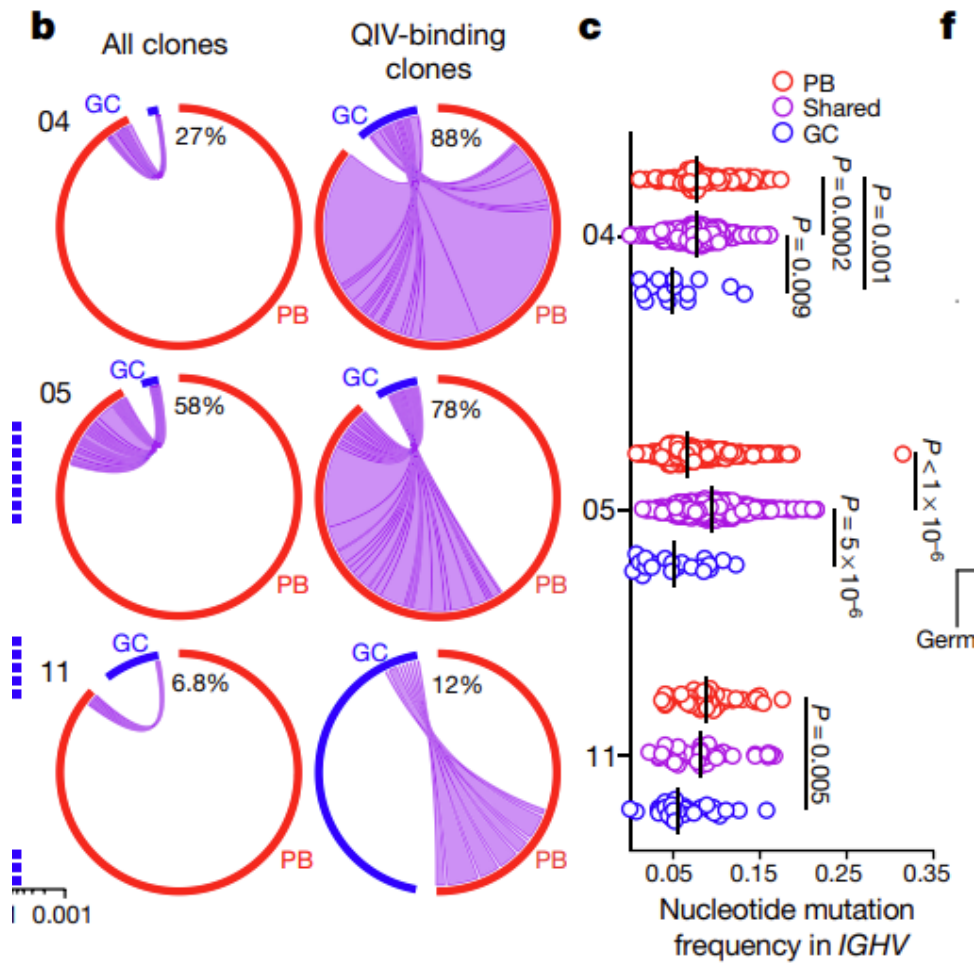 b
All clones
QIV-binding
clones
04
GC
27%
PB
GC
88%
PB
05
GC
58%
PB
GC
78%
PB
11
GC
6.8%
PB
GC
12%
PB
0.001
c
PB
Shared
GC
04
P = 0.0002
P = 0.001
P = 0.009
05
P < 1 × 10⁻⁶
P = 5 × 10⁻⁶
11
P = 0.005
0.05
0.15
0.25
0.35
Nucleotide mutation
frequency in IGHV
f
Germ